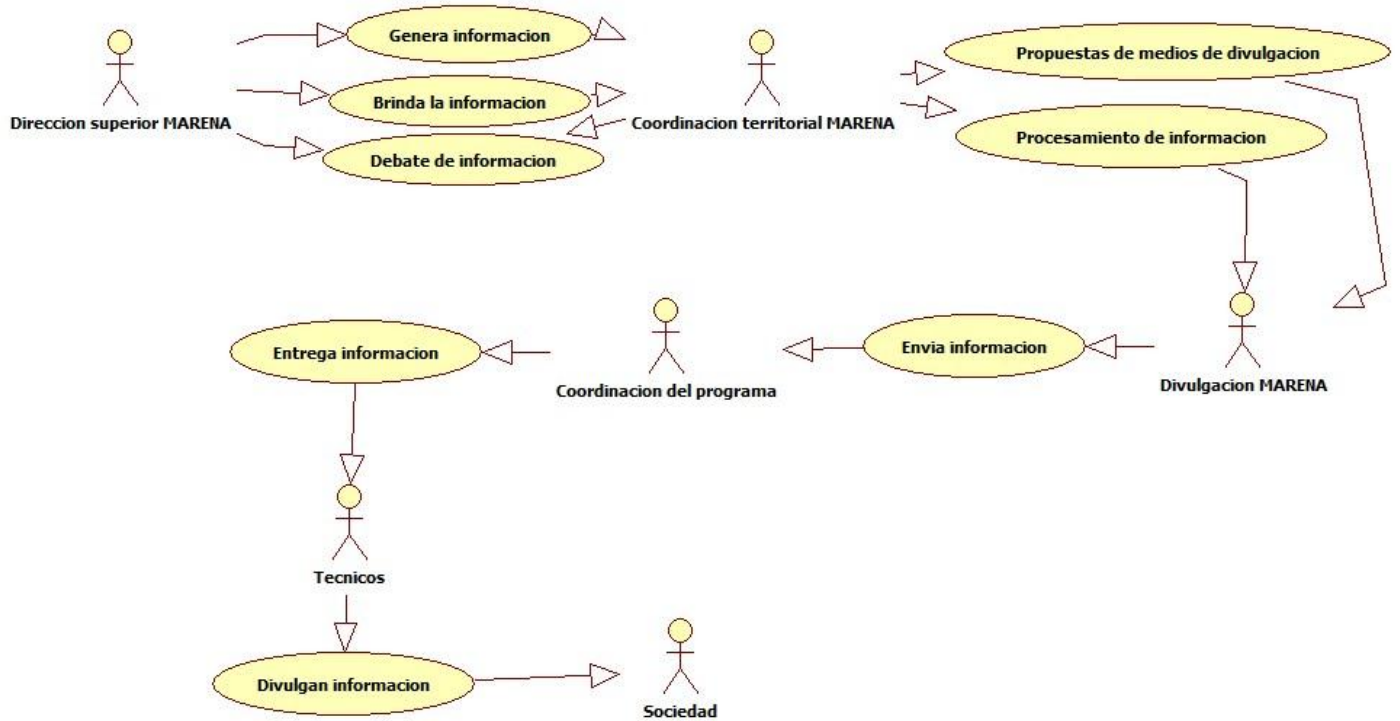 Genera informacion
Propuestas de medios de divulgacion
Brinda la informacion
Direccion superior MARENA
Coordinacion territorial MARENA
Procesamiento de informacion
Debate de informacion
Entrega informacion
Envia informacion
Coordinacion del programa
Divulgacion MARENA
Tecnicos
Divulgan informacion
Sociedad